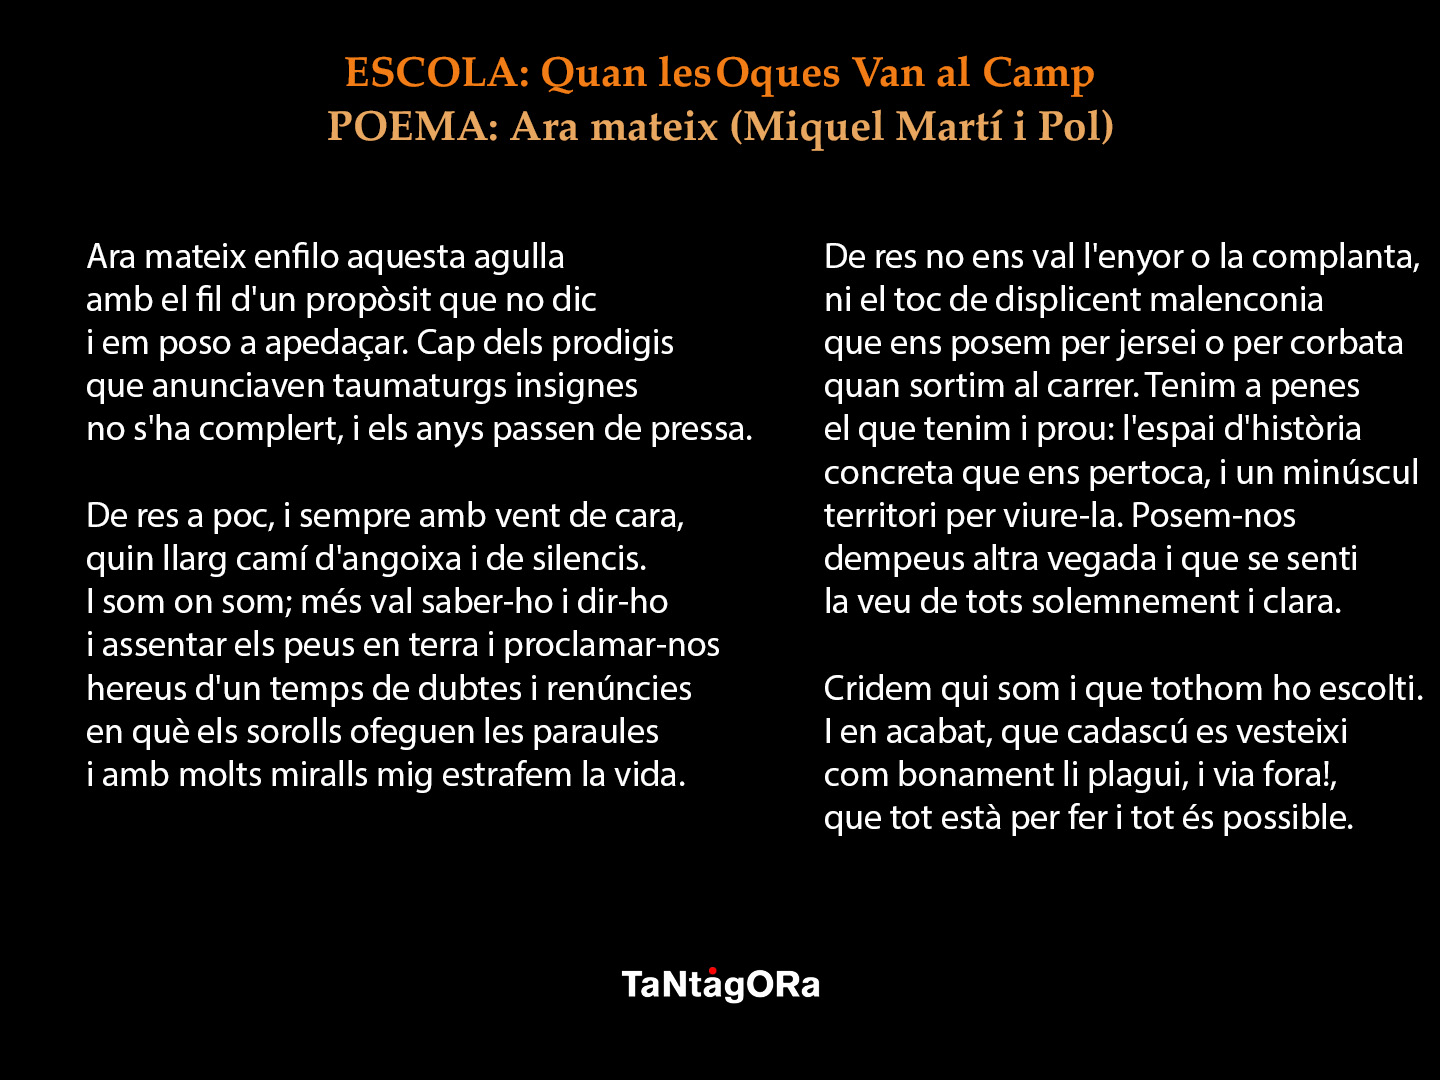 ESCOLA: Quan les Oques Van al Camp
POEMA: Ara mateix (Miquel Martí i Pol)
Ara mateix enfilo aquesta agulla
amb el fil d'un propòsit que no dic
i em poso a apedaçar. Cap dels prodigis
que anunciaven taumaturgs insignes
no s'ha complert, i els anys passen de pressa.
De res a poc, i sempre amb vent de cara,
quin llarg camí d'angoixa i de silencis.
I som on som; més val saber-ho i dir-ho
i assentar els peus en terra i proclamar-nos
hereus d'un temps de dubtes i renúncies
en què els sorolls ofeguen les paraules
i amb molts miralls mig estrafem la vida.
De res no ens val l'enyor o la complanta,
ni el toc de displicent malenconia
que ens posem per jersei o per corbata
quan sortim al carrer. Tenim a penes
el que tenim i prou: l'espai d'història
concreta que ens pertoca, i un minúscul
territori per viure-la. Posem-nos
dempeus altra vegada i que se senti
la veu de tots solemnement i clara.
Cridem qui som i que tothom ho escolti.
I en acabat, que cadascú es vesteixi
com bonament li plagui, i via fora!,
que tot està per fer i tot és possible.
TaNtàgORa